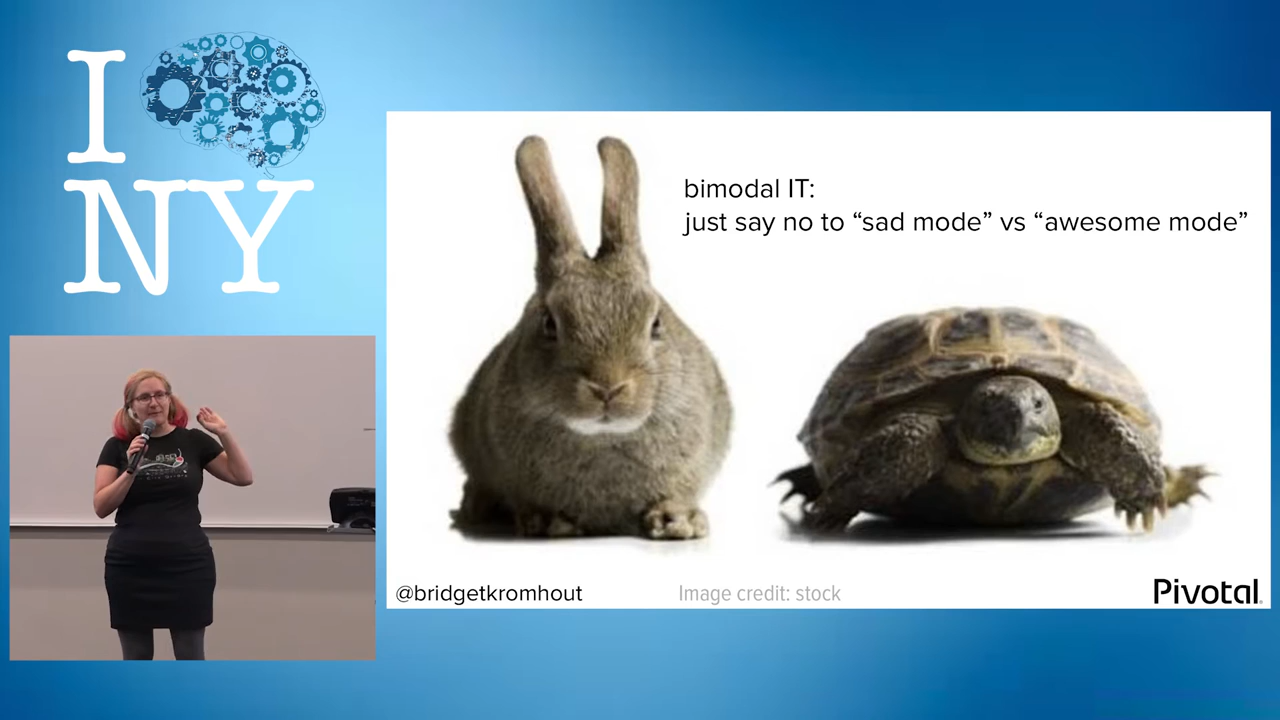 I
NY
bimodal IT:
just say no to “sad mode” vs “awesome mode”
@bridgetkromhout
Image credit: stock
Pivotal